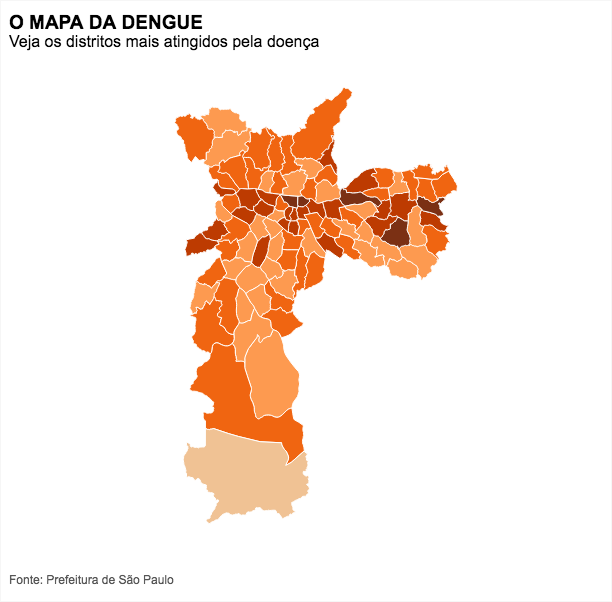 O MAPA DA DENGUE
Veja os distritos mais atingidos pela doença
Fonte: Prefeitura de São Paulo